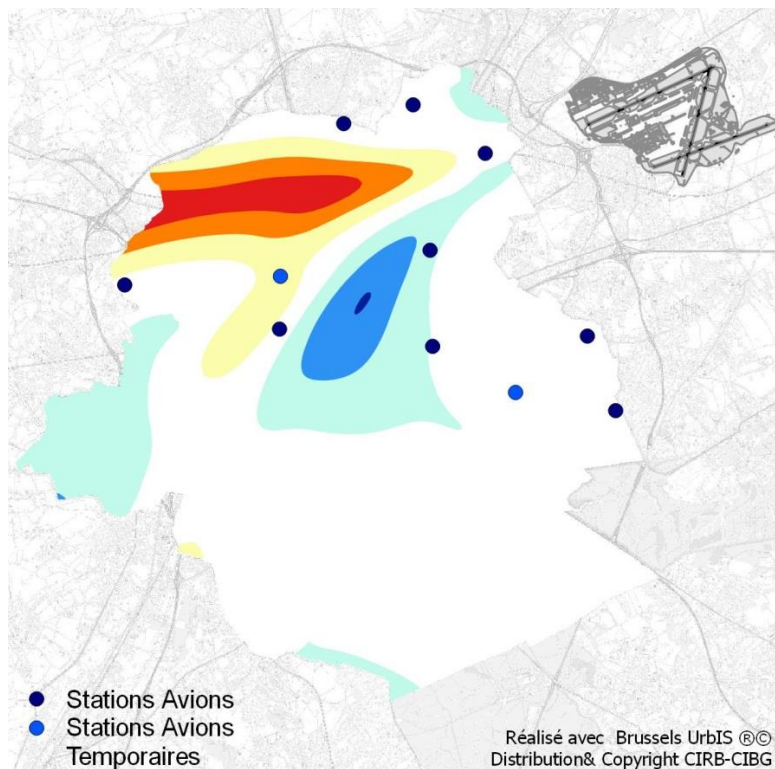 Stations Avions
Stations Avions
Temporaires
Réalisé avec Brussels UrbIS ®©
Distribution& Copyright CIRB-CIBG